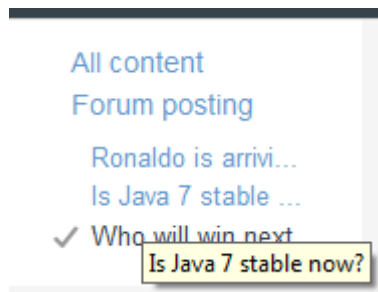 All content
Forum posting
Ronaldo is arrivi...
Is Java 7 stable ...
Who will win next
Is Java 7 stable now?